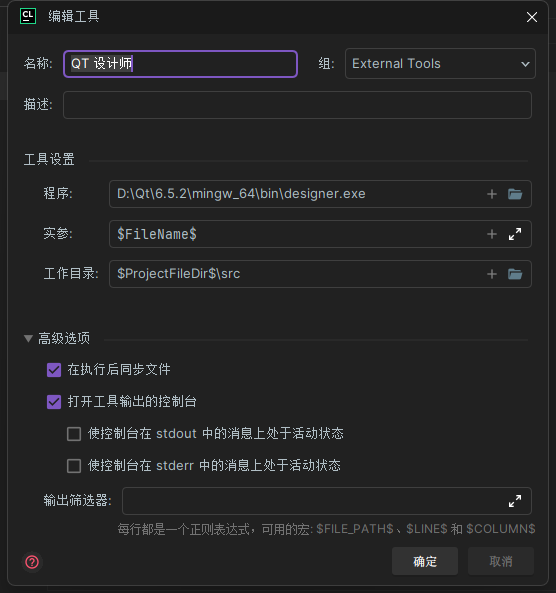 CL 编辑工具
名称: QT 设计师 组: External Tools
描述:
工具设置
程序: D:\Qt\6.5.2\mingw_64\bin\designer.exe
实参: $FileName$
工作目录: $ProjectFileDir$\src
高级选项
在执行后同步文件
打开工具输出的控制台
使控制台在 stdout 中的消息上处于活动状态
使控制台在 stderr 中的消息上处于活动状态
输出筛选器:
每行都是一个正则表达式，可用的宏: $FILE_PATH$、$LINE$ 和 $COLUMN$
? 确定 取消